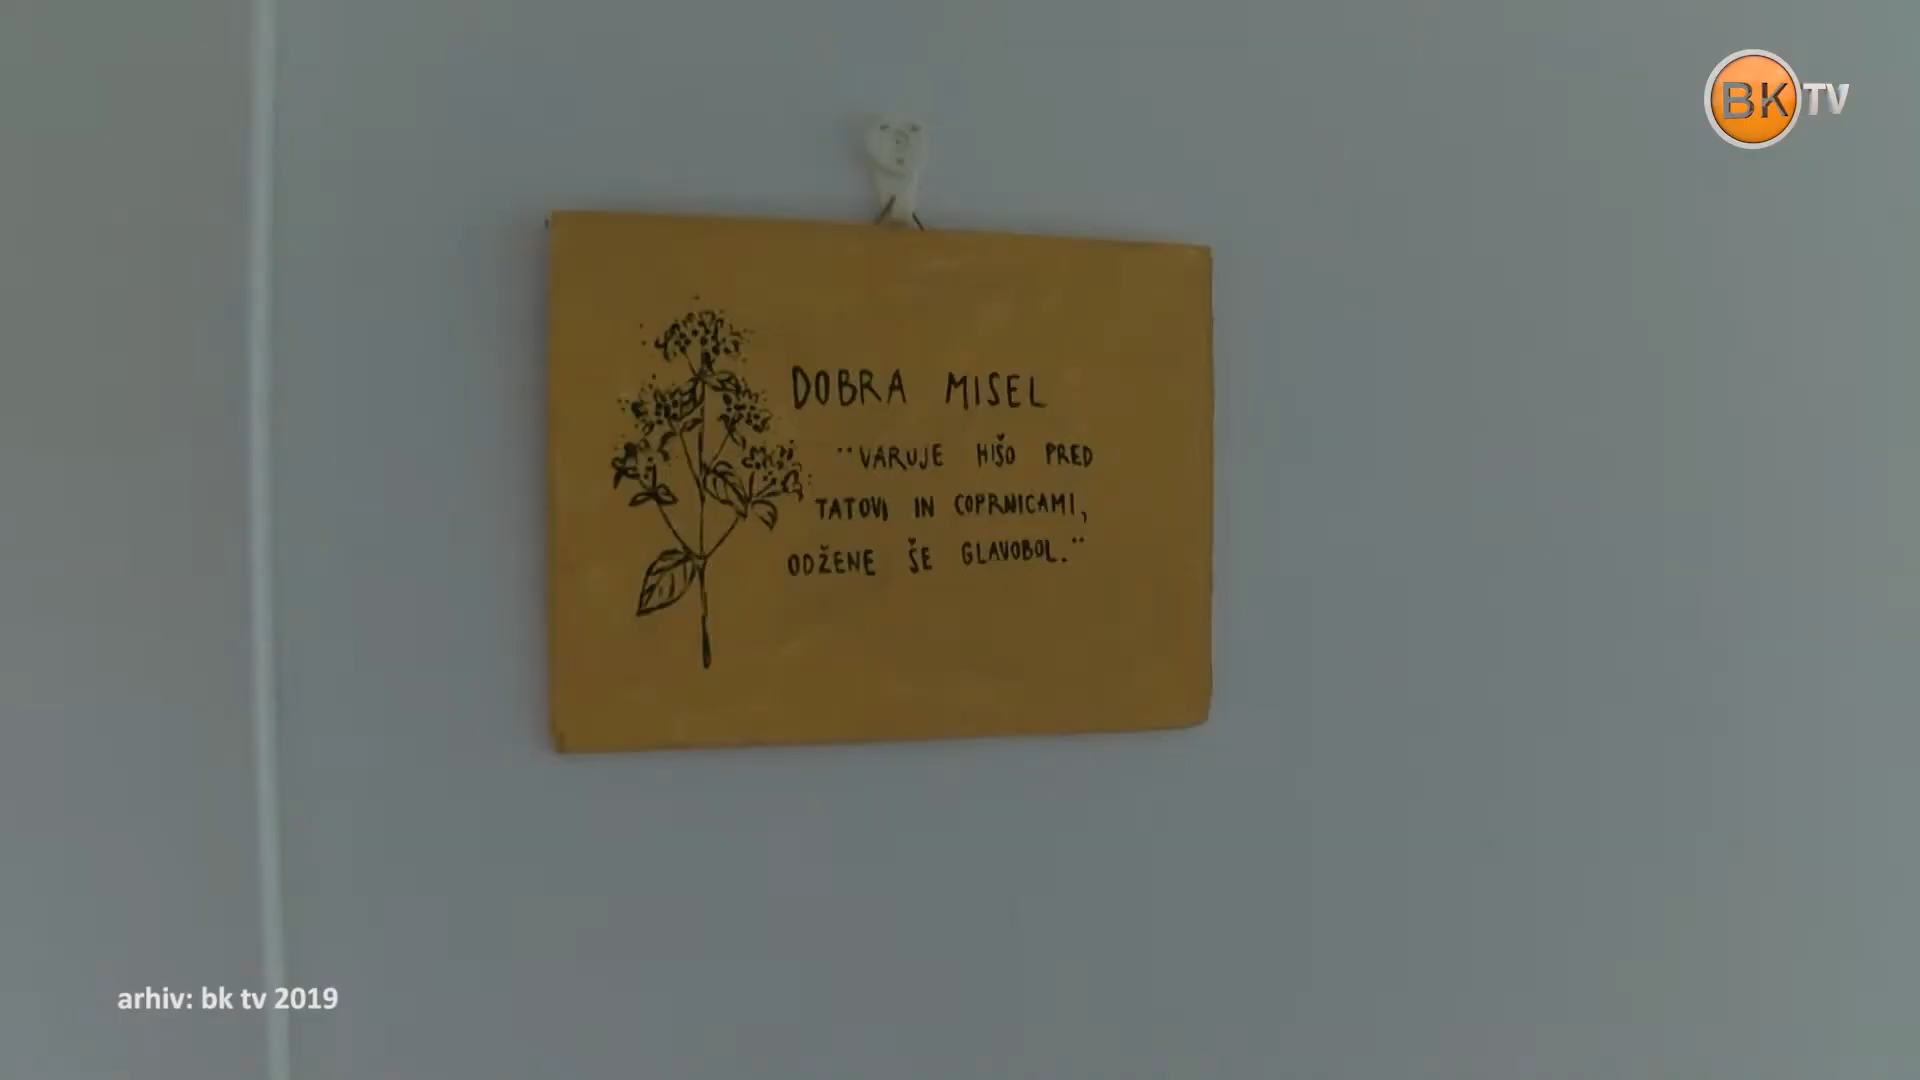 BK TV
DOBRA MISEL
"VARUJE HIŠO PRED
TATOVI IN COPRNICAMI,
ODŽENE ŠE GLAVOBOL."
arhiv: bk tv 2019